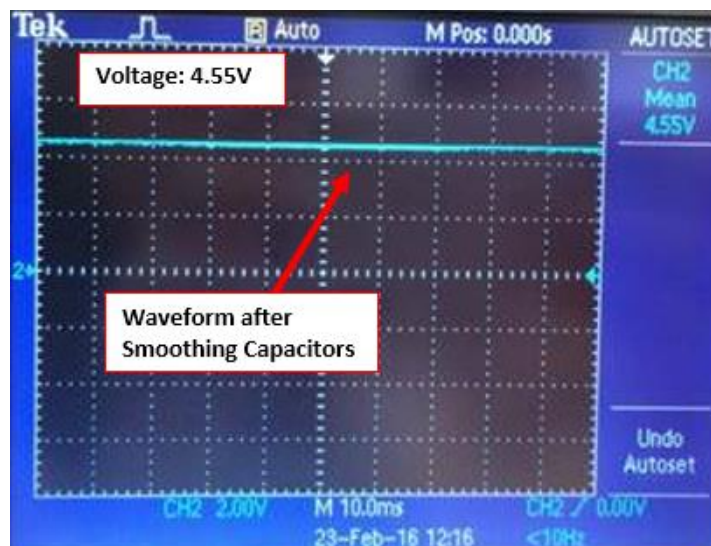 Tek
R Auto
M Pos: 0.000s
AUTOSET
Voltage: 4.55V
CH2
Mean
4.55V
2
Waveform after
Smoothing Capacitors
Undo
Autoset
CH2 2.00V
M 10.0ms
CH2 / 0.00V
23-Feb-16 12:16
<10Hz